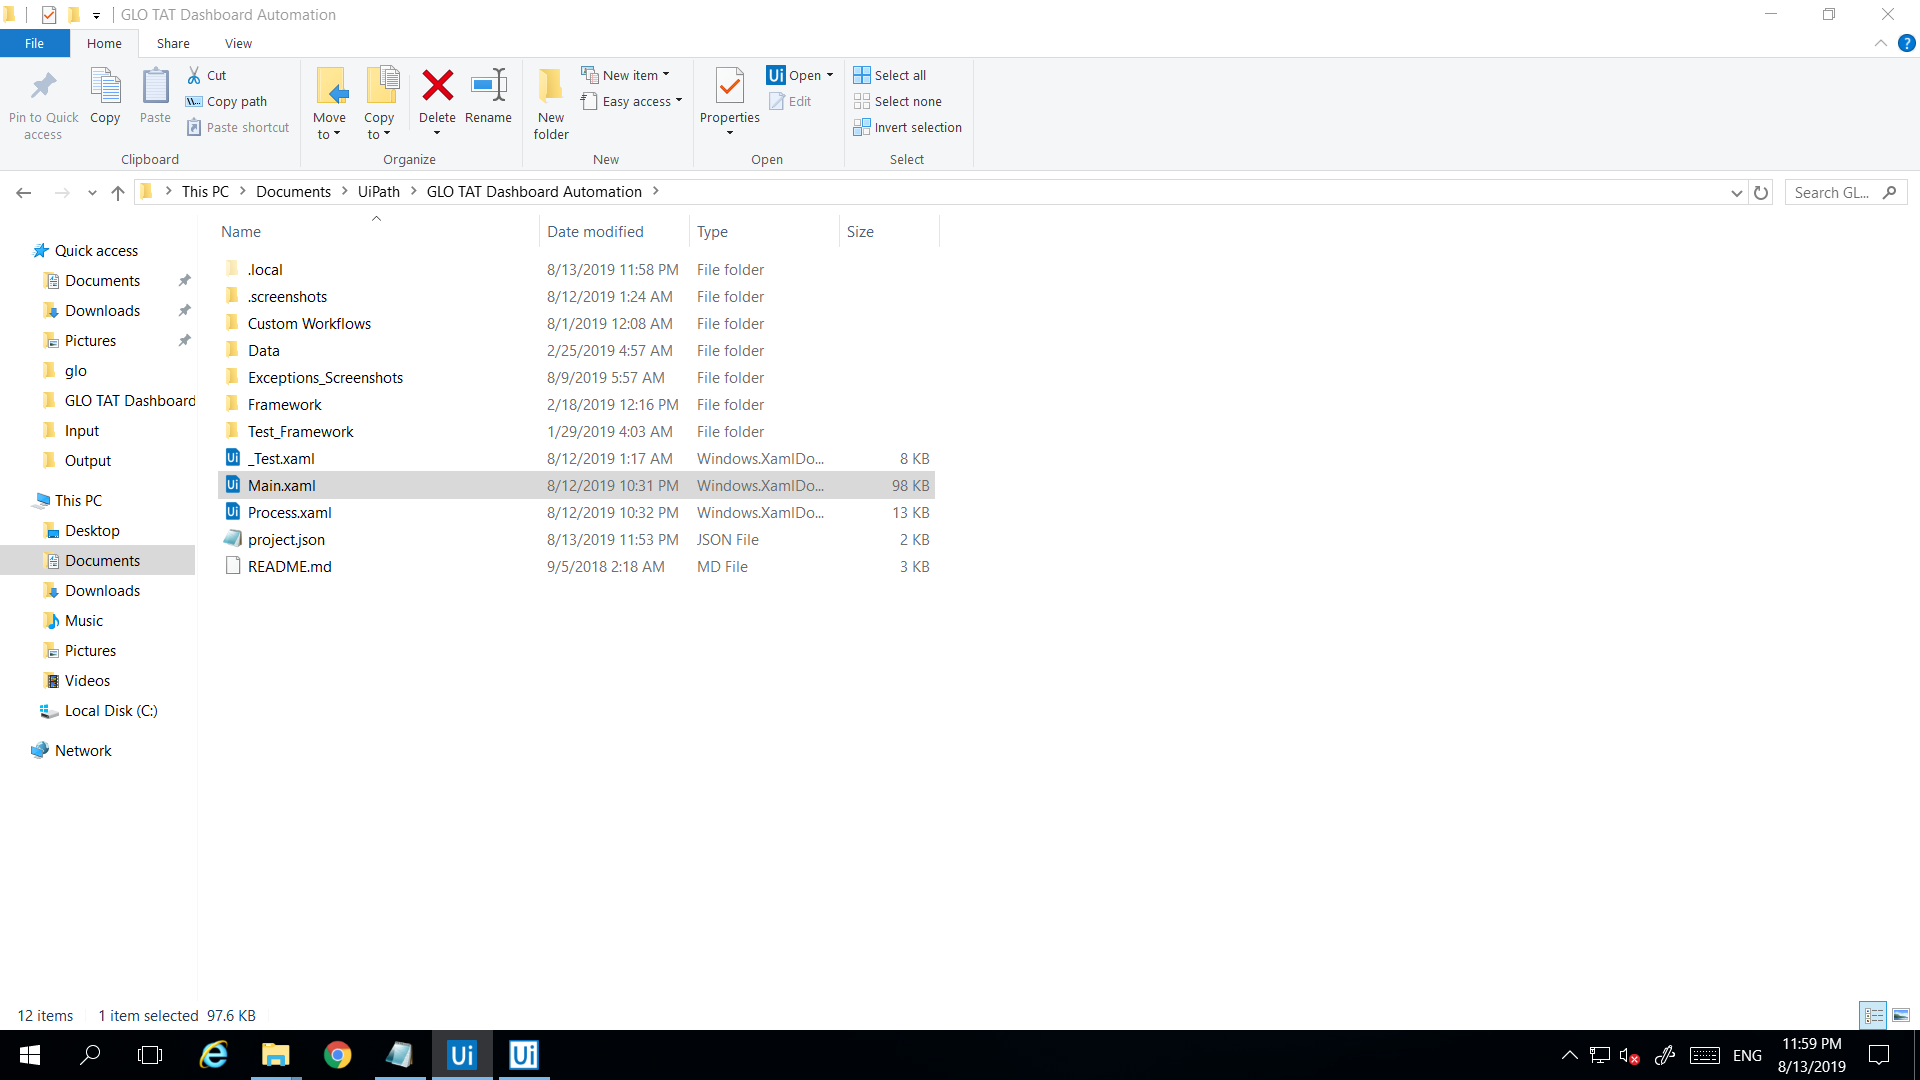 GLO TAT Dashboard Automation
File Home Share View
Pin to Quick access
Copy
Paste
Cut
Copy path
Paste shortcut
Clipboard
Move to
Copy to
Delete
Rename
Organize
New folder
New item
Easy access
New
Properties
Open
Edit
Open
Select all
Select none
Invert selection
Select
This PC Documents UiPath GLO TAT Dashboard Automation
Search GL...
Quick access
Documents
Downloads
Pictures
glo
GLO TAT Dashboard
Input
Output
This PC
Desktop
Documents
Downloads
Music
Pictures
Videos
Local Disk (C:)
Network
Name Date modified Type Size
.local 8/13/2019 11:58 PM File folder
.screenshots 8/12/2019 1:24 AM File folder
Custom Workflows 8/1/2019 12:08 AM File folder
Data 2/25/2019 4:57 AM File folder
Exceptions_Screenshots 8/9/2019 5:57 AM File folder
Framework 2/18/2019 12:16 PM File folder
Test_Framework 1/29/2019 4:03 AM File folder
_Test.xaml 8/12/2019 1:17 AM Windows.XamlDo... 8 KB
Main.xaml 8/12/2019 10:31 PM Windows.XamlDo... 98 KB
Process.xaml 8/12/2019 10:32 PM Windows.XamlDo... 13 KB
project.json 8/13/2019 11:53 PM JSON File 2 KB
README.md 9/5/2018 2:18 AM MD File 3 KB
12 items 1 item selected 97.6 KB
Ui Ui
ENG
11:59 PM
8/13/2019